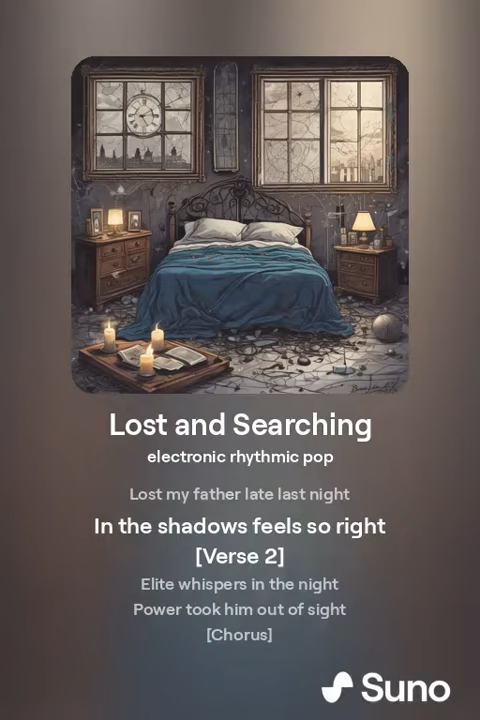 Lost and Searching
electronic rhythmic pop
Lost my father late last night
In the shadows feels so right
[Verse 2]
Elite whispers in the night
Power took him out of sight
[Chorus]
Suno